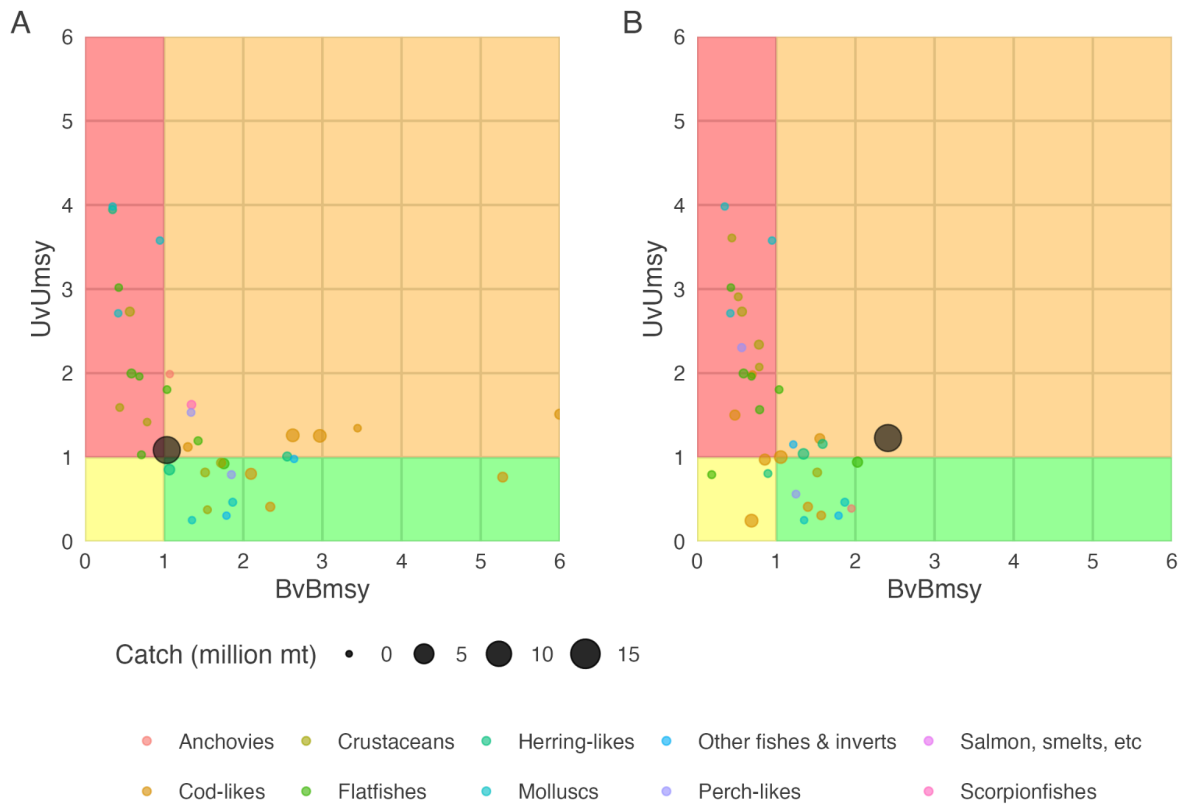 A
B
6
5
4
3
2
1
0
UvUmsy
0 1 2 3 4 5 6
BvBmsy
6
5
4
3
2
1
0
UvUmsy
0 1 2 3 4 5 6
BvBmsy
Catch (million mt) 0 5 10 15
Anchovies Crustaceans Herring-likes Other fishes & inverts Salmon, smelts, etc
Cod-likes Flatfishes Molluscs Perch-likes Scorpionfishes